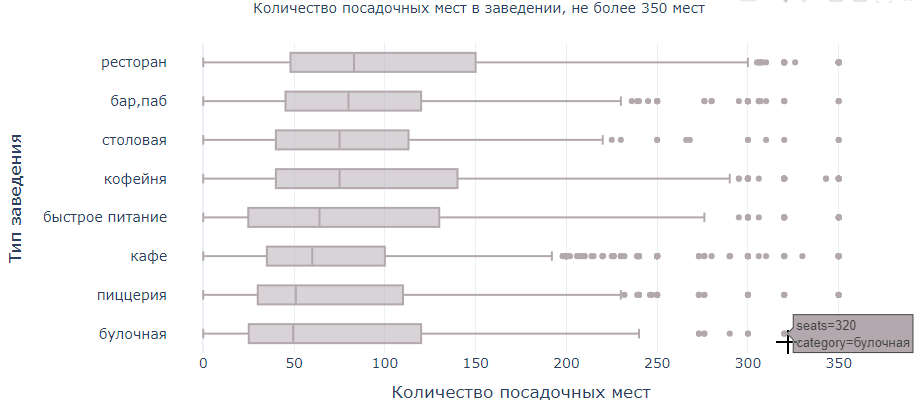 Количество посадочных мест в заведении, не более 350 мест
Тип заведения
ресторан
бар,паб
столовая
кофейня
быстрое питание
кафе
пиццерия
булочная
seats=320
category=булочная
0 50 100 150 200 250 300 350
Количество посадочных мест